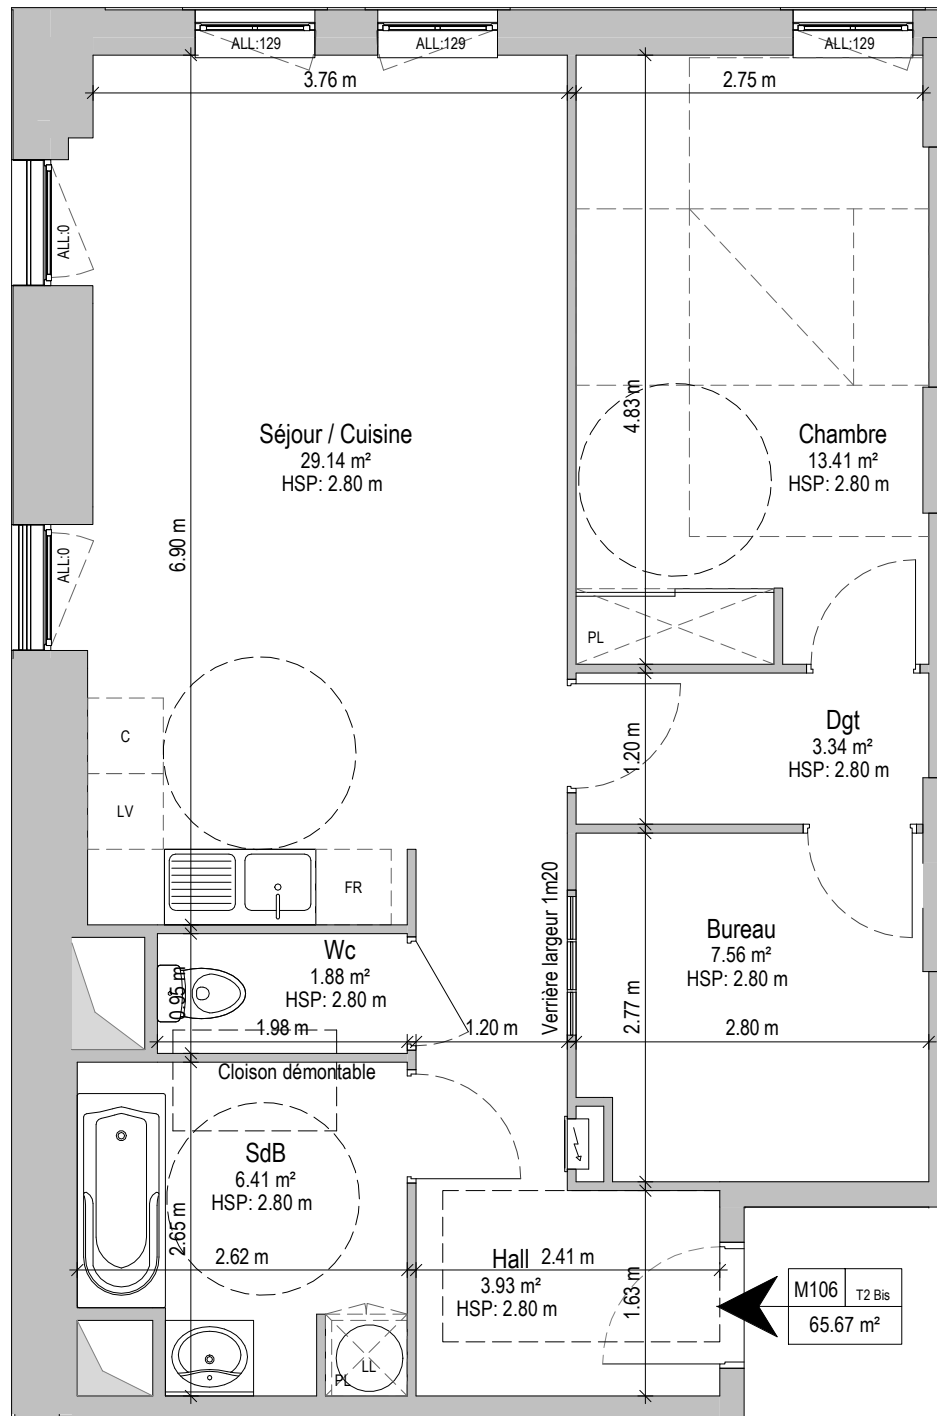 ALL:129
ALL:129
ALL:129
3.76 m
2.75 m
ALL:0
4.83 m
Séjour / Cuisine
29.14 m²
HSP: 2.80 m
Chambre
13.41 m²
HSP: 2.80 m
6.90 m
ALL:0
PL
C
LV
FR
1.20 m
Dgt
3.34 m²
HSP: 2.80 m
Verrière largeur 1m20
Bureau
7.56 m²
HSP: 2.80 m
Wc
1.88 m²
HSP: 2.80 m
0.95 m
1.98 m
1.20 m
2.77 m
2.80 m
Cloison démontable
SdB
6.41 m²
HSP: 2.80 m
2.65 m
2.62 m
Hall
3.93 m²
HSP: 2.80 m
2.41 m
1.63 m
PL
LL
M106
T2 Bis
65.67 m²